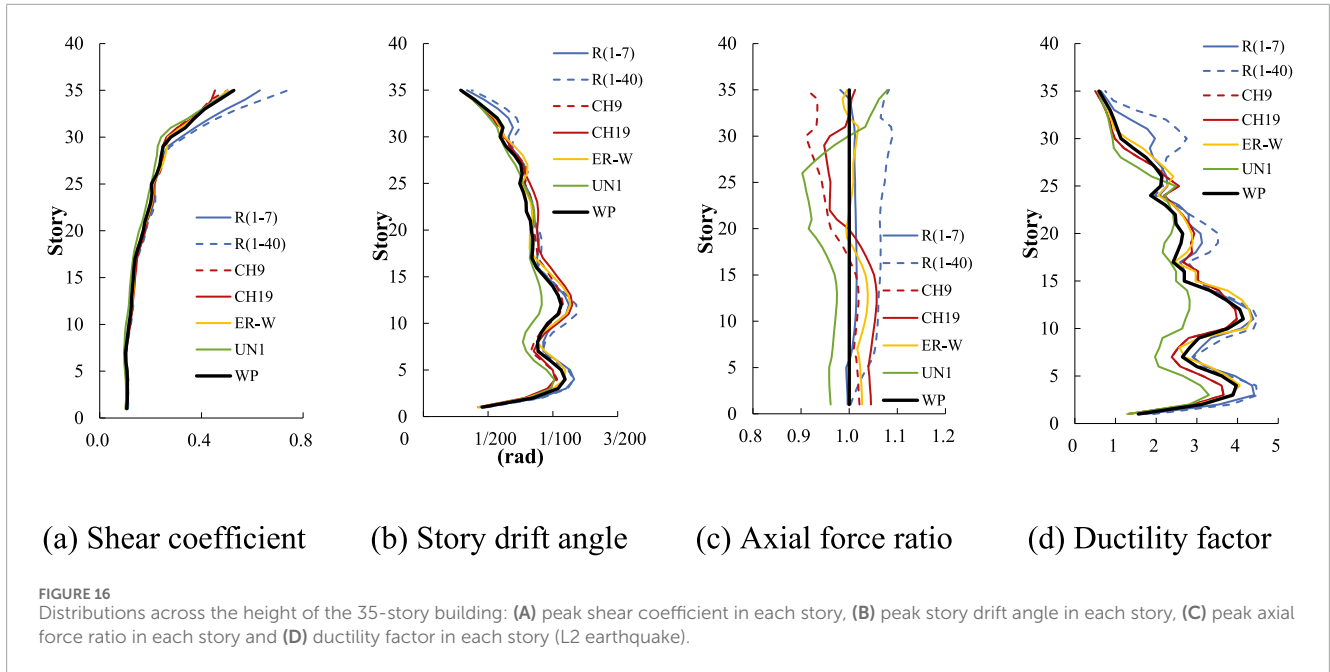 40
35
30
25
20
15
10
5
0
Story
0.0
0.4
0.8
R(1-7)
R(1-40)
CH9
CH19
ER-W
UN1
WP
(a) Shear coefficient
40
35
30
25
20
15
10
5
0
Story
0
1/200
1/100
3/200
(rad)
R(1-7)
R(1-40)
CH9
CH19
ER-W
UN1
WP
(b) Story drift angle
40
35
30
25
20
15
10
5
0
Story
0.8
0.9
1.0
1.1
1.2
R(1-7)
R(1-40)
CH9
CH19
ER-W
UN1
WP
(c) Axial force ratio
40
35
30
25
20
15
10
5
0
Story
0
1
2
3
4
5
R(1-7)
R(1-40)
CH9
CH19
ER-W
UN1
WP
(d) Ductility factor
FIGURE 16
Distributions across the height of the 35-story building: (A) peak shear coefficient in each story, (B) peak story drift angle in each story, (C) peak axial
force ratio in each story and (D) ductility factor in each story (L2 earthquake).